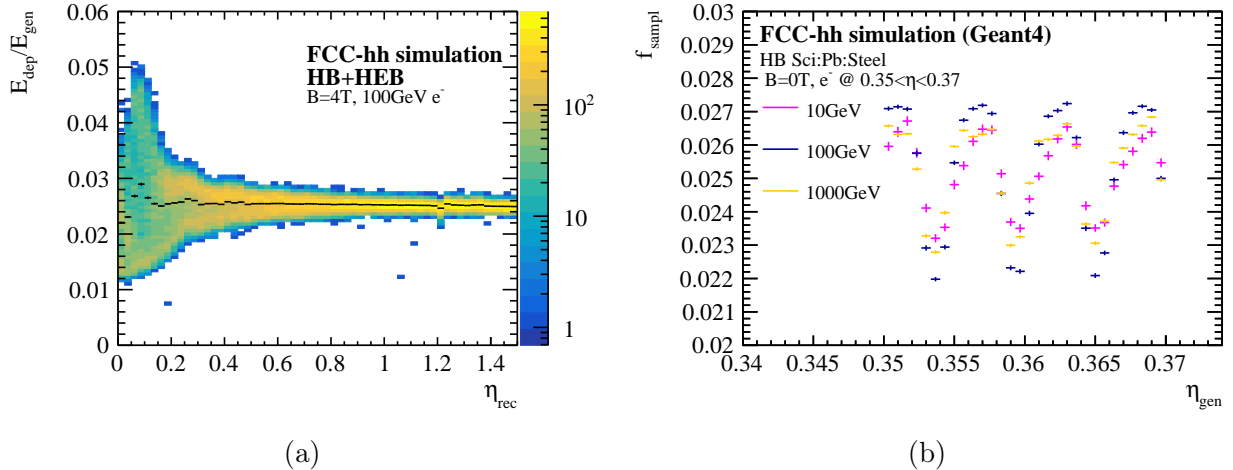 E_dep/E_gen
0.06
0.05
0.04
0.03
0.02
0.01
0
FCC-hh simulation
HB+HEB
B=4T, 100GeV e⁻
10²
10
1
0 0.2 0.4 0.6 0.8 1 1.2 1.4
η_rec
(a)
f_sampl
0.03
0.029
0.028
0.027
0.026
0.025
0.024
0.023
0.022
0.021
0.02
FCC-hh simulation (Geant4)
HB Sci:Pb:Steel
B=0T, e⁻ @ 0.35<η<0.37
10GeV
100GeV
1000GeV
0.34 0.345 0.35 0.355 0.36 0.365 0.37
η_gen
(b)